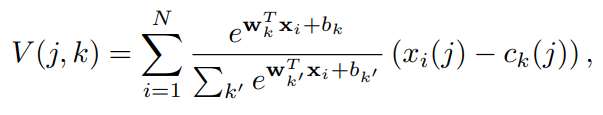 $V(j,k) = \sum_{i=1}^{N} \frac{e^{\mathbf{w}_k^T \mathbf{x}_i + b_k}}{\sum_{k'} e^{\mathbf{w}_{k'}^T \mathbf{x}_i + b_{k'}}} \left( x_i(j) - c_k(j) \right),$